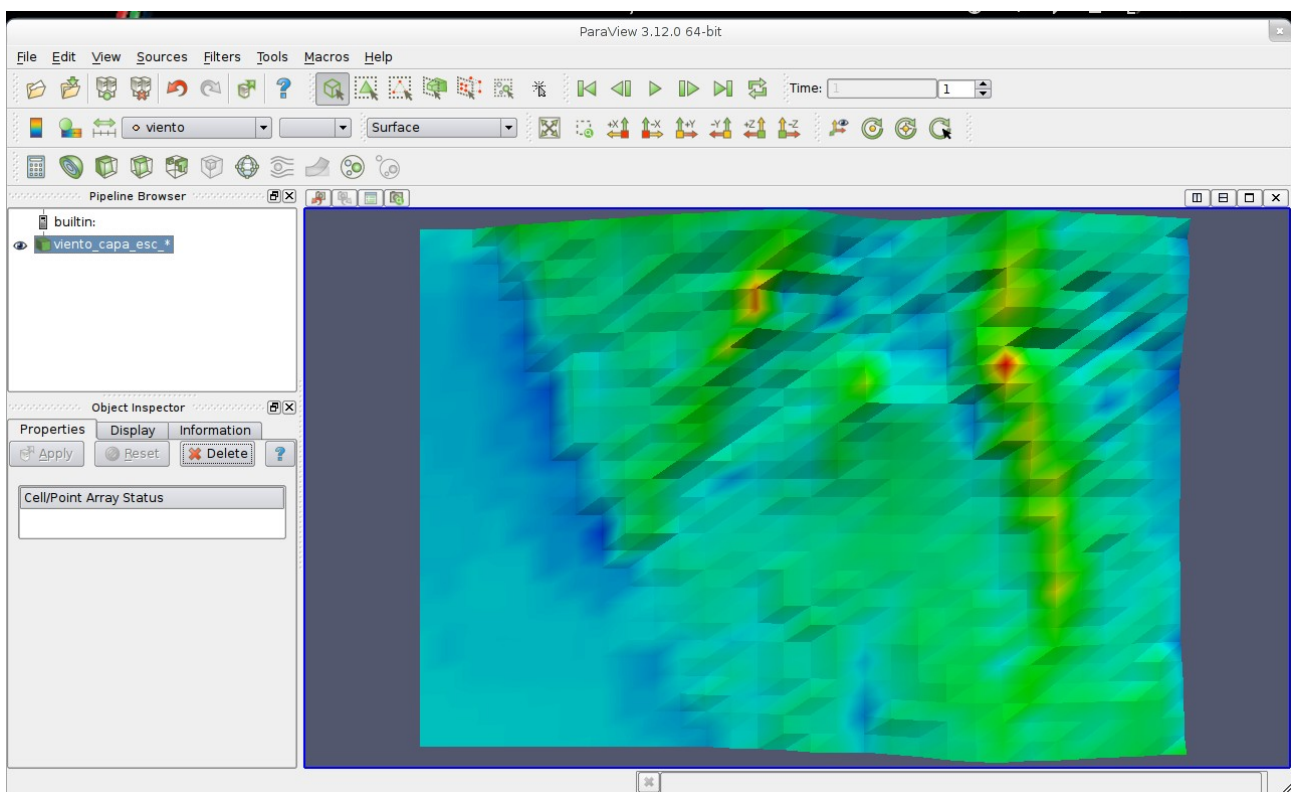 ParaView 3.12.0 64-bit
File Edit View Sources Filters Tools Macros Help
? Time: 1 1
viento Surface +X -X +Y -Y +Z -Z
Pipeline Browser
builtin:
viento_capa_esc_*
Object Inspector
Properties Display Information
Apply Reset Delete ?
Cell/Point Array Status